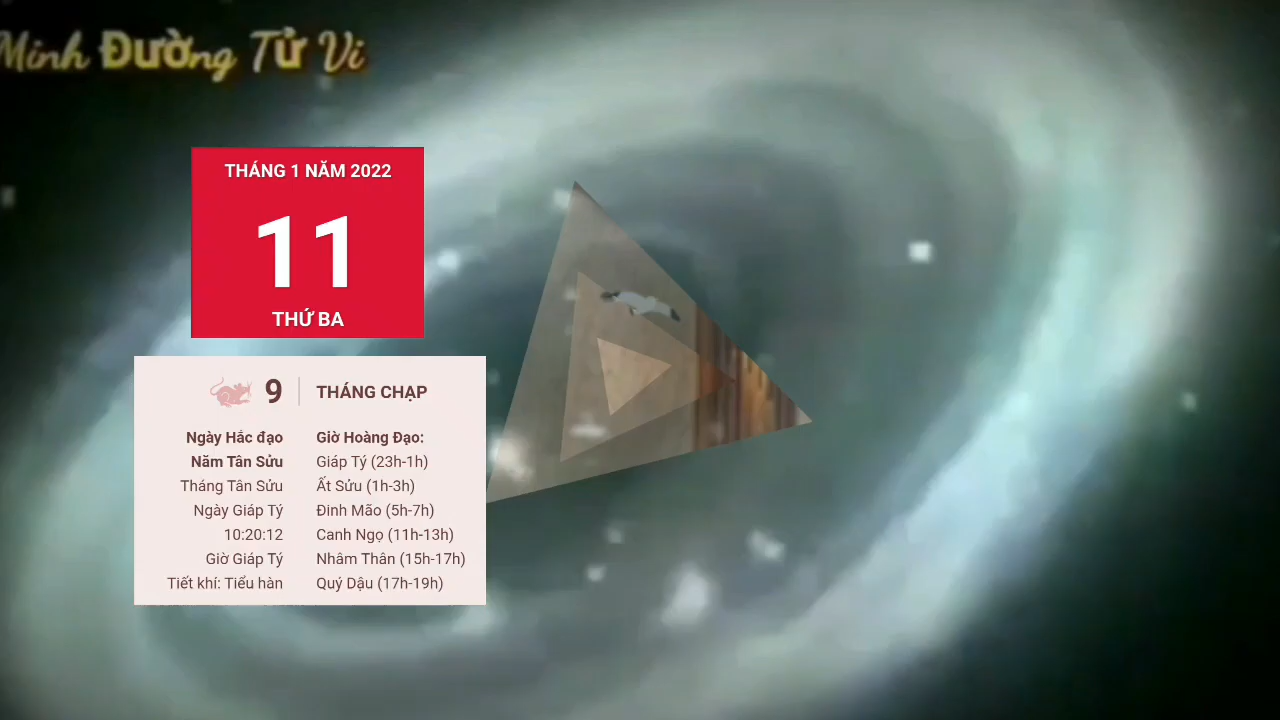 Minh Đường Tử Vi
THÁNG 1 NĂM 2022
11
THỨ BA
9
THÁNG CHẠP
Ngày Hắc đạo
Năm Tân Sửu
Tháng Tân Sửu
Ngày Giáp Tý
10:20:12
Giờ Giáp Tý
Tiết khí: Tiểu hàn
Giờ Hoàng Đạo:
Giáp Tý (23h-1h)
Ất Sửu (1h-3h)
Đinh Mão (5h-7h)
Canh Ngọ (11h-13h)
Nhâm Thân (15h-17h)
Quý Dậu (17h-19h)